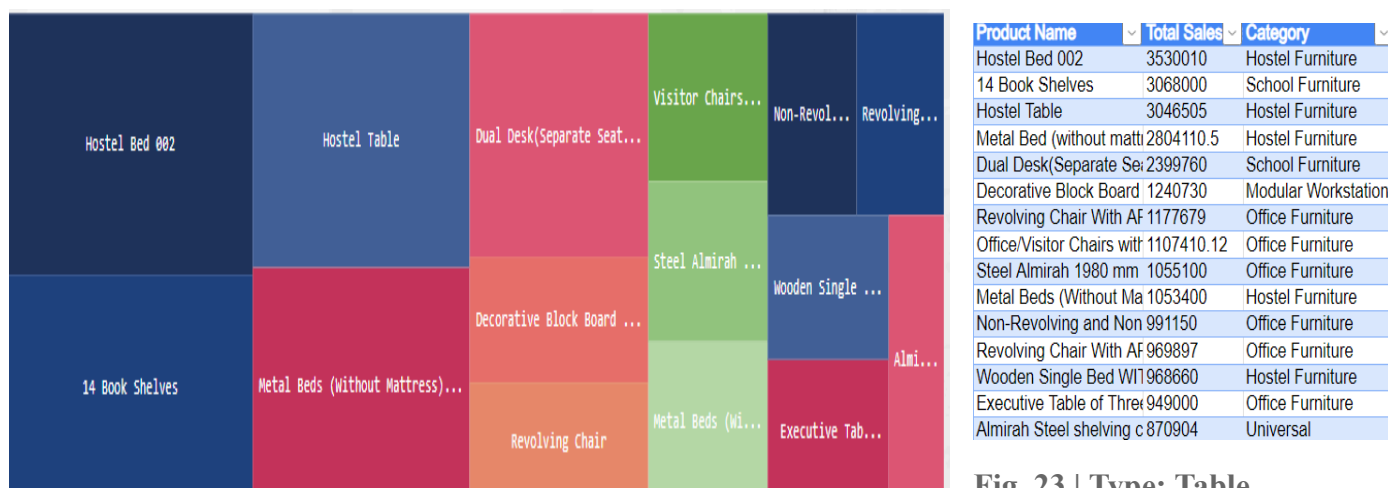 Hostel Bed 002
14 Book Shelves
Hostel Table
Metal Beds (Without Mattress)...
Dual Desk(Separate Seat...
Decorative Block Board ...
Revolving Chair
Visitor Chairs...
Steel Almirah ...
Metal Beds (Wi...
Non-Revol...
Revolving...
Wooden Single ...
Executive Tab...
Almi...
Product Name Total Sales Category
Hostel Bed 002 3530010 Hostel Furniture
14 Book Shelves 3068000 School Furniture
Hostel Table 3046505 Hostel Furniture
Metal Bed (without matt 2804110.5 Hostel Furniture
Dual Desk(Separate Sea 2399760 School Furniture
Decorative Block Board 1240730 Modular Workstation
Revolving Chair With AR 1177679 Office Furniture
Office/Visitor Chairs with 1107410.12 Office Furniture
Steel Almirah 1980 mm 1055100 Office Furniture
Metal Beds (Without Ma 1053400 Hostel Furniture
Non-Revolving and Non 991150 Office Furniture
Revolving Chair With AR 969897 Office Furniture
Wooden Single Bed WIT 968660 Hostel Furniture
Executive Table of Three 949000 Office Furniture
Almirah Steel shelving c 870904 Universal
Fig. 23 | Type: Table